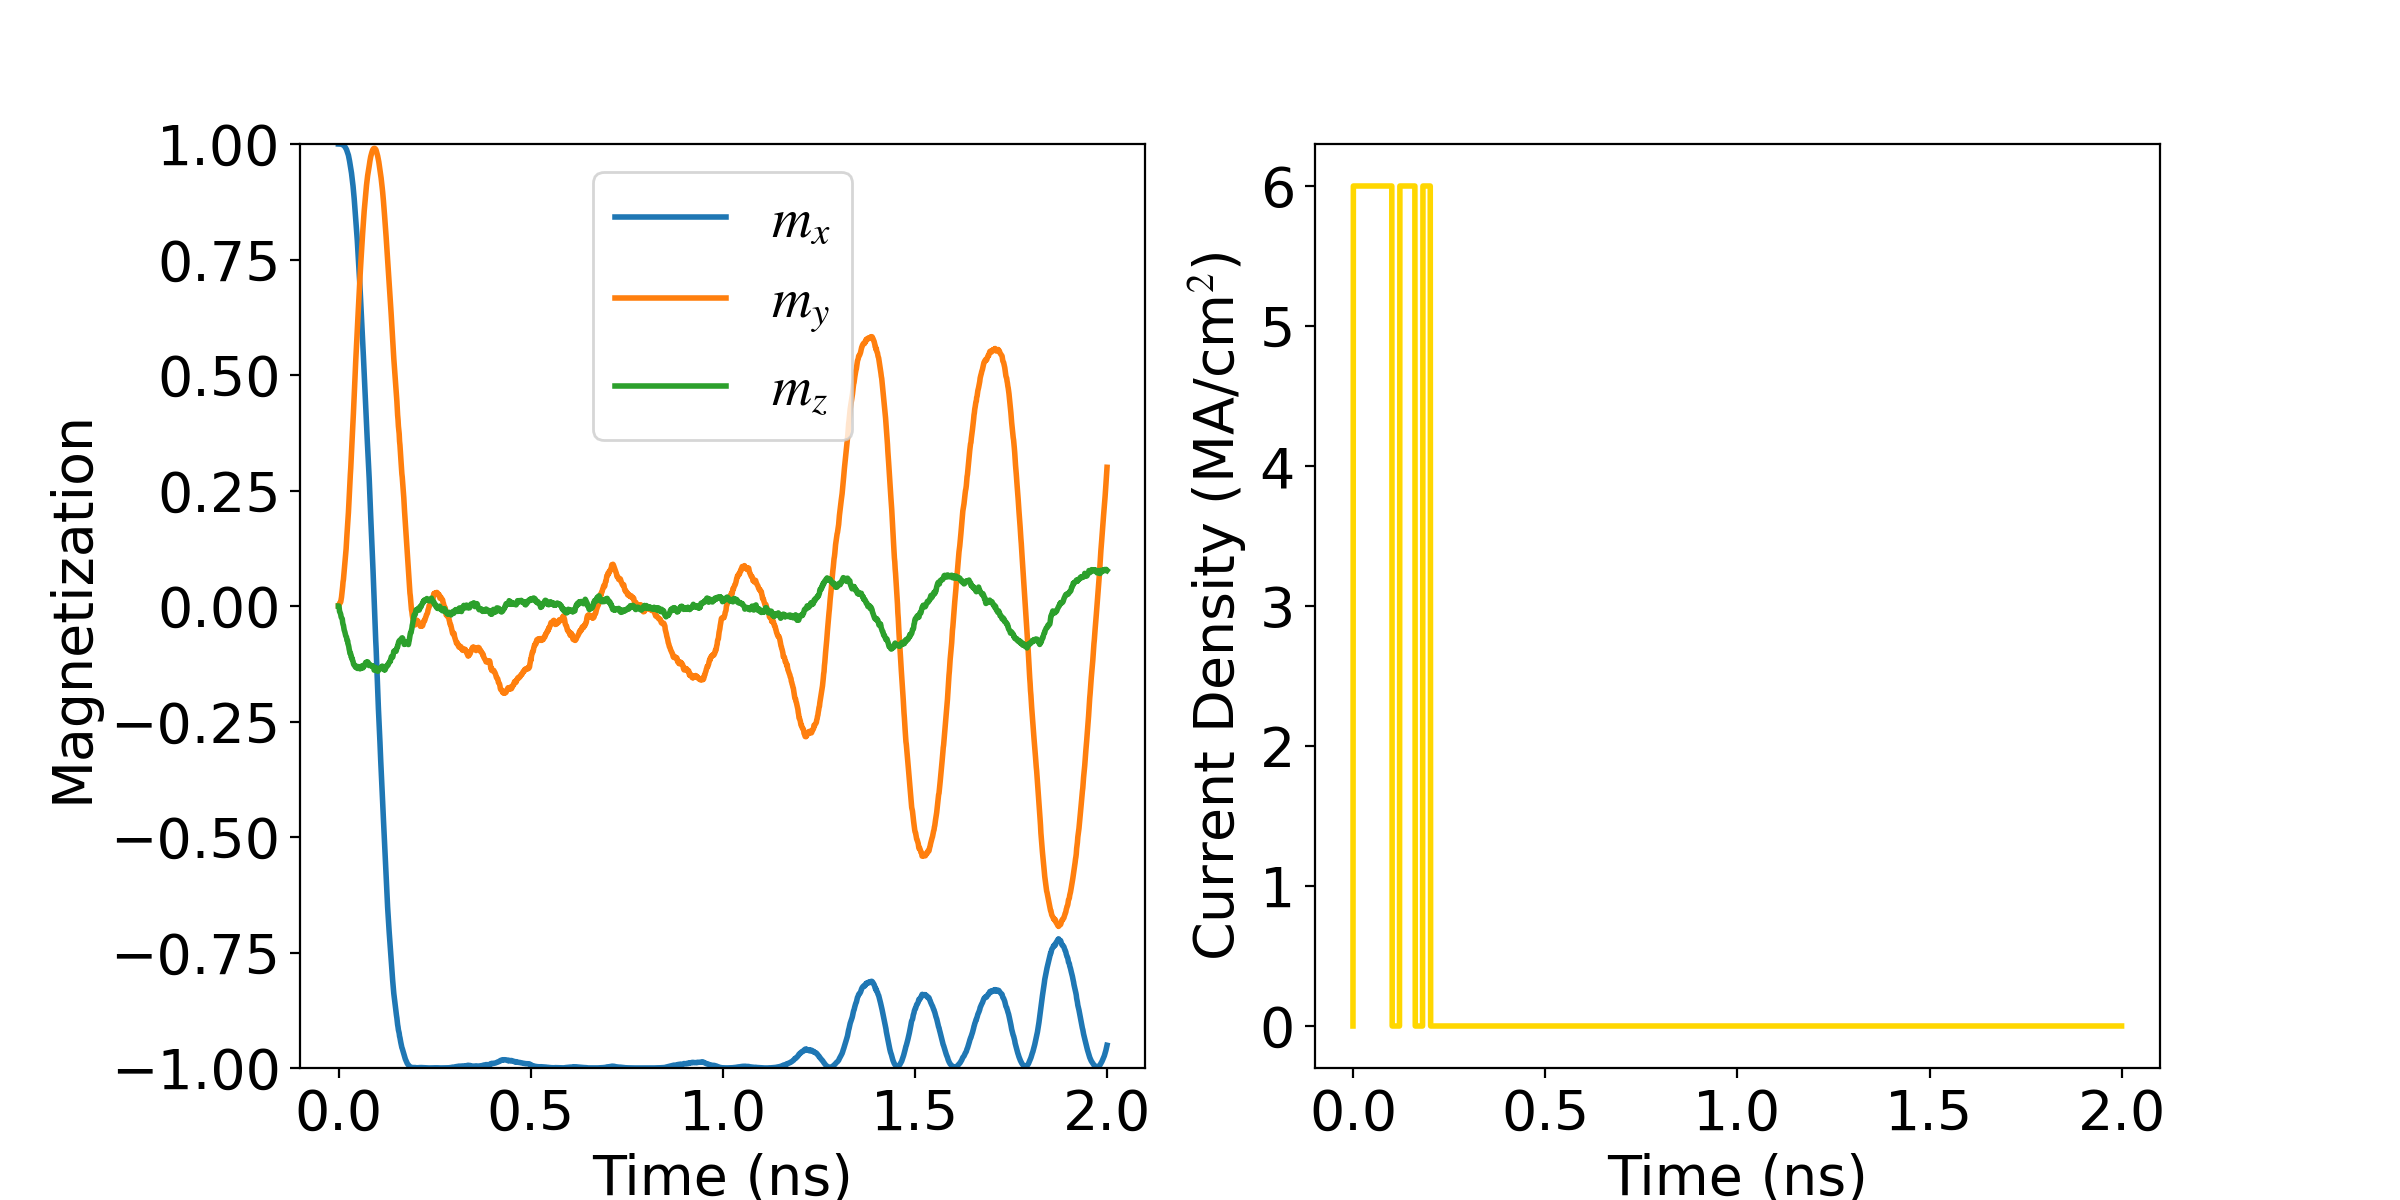 1.00
0.75
0.50
0.25
0.00
−0.25
−0.50
−0.75
−1.00
Magnetization
0.0 0.5 1.0 1.5 2.0
Time (ns)
m_x
m_y
m_z
6
5
4
3
2
1
0
Current Density (MA/cm²)
0.0 0.5 1.0 1.5 2.0
Time (ns)